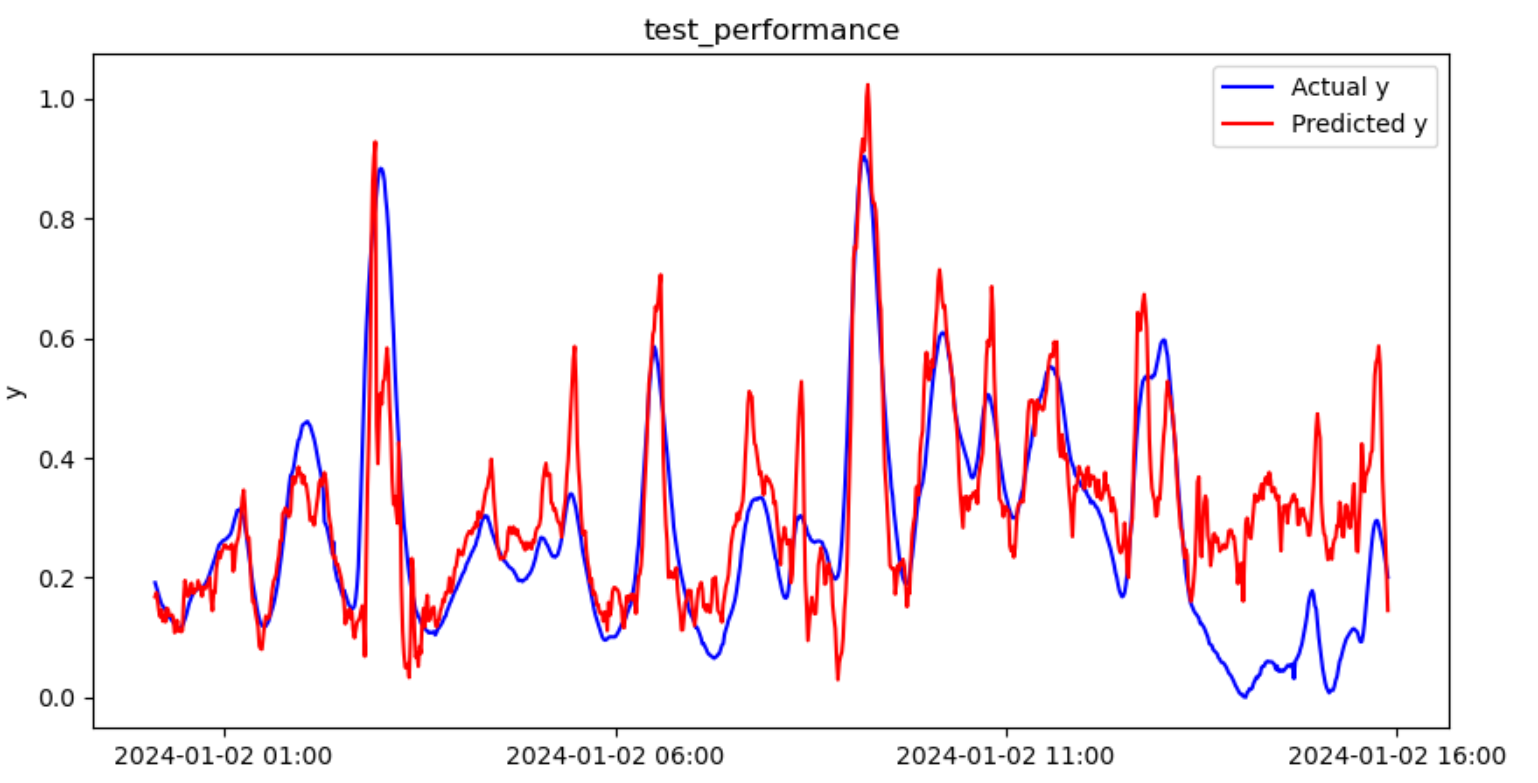 test_performance
Actual y
Predicted y
1.0
0.8
0.6
0.4
0.2
0.0
y
2024-01-02 01:00
2024-01-02 06:00
2024-01-02 11:00
2024-01-02 16:00